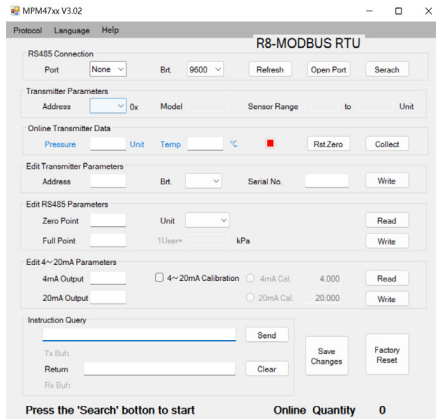 MPM47xx V3.02
Protocol Language Help
R8-MODBUS RTU
RS485 Connection
Port None Brt. 9600 Refresh Open Port Serach
Transmitter Parameters
Address 0x Model Sensor Range to Unit
Online Transmitter Data
Pressure Unit Temp °C Rst Zero Collect
Edit Transmitter Parameters
Address Brt. Serial No. Write
Edit RS485 Parameters
Zero Point Unit Read
Full Point 1User= kPa Write
Edit 4～20mA Parameters
4mA Output 4～20mA Calibration 4mA Cal. 4.000 Read
20mA Output 20mA Cal. 20.000 Write
Instruction Query
Send
Tx Buf:
Return Clear
Rx Buf:
Save Changes
Factory Reset
Press the 'Search' botton to start Online Quantity 0